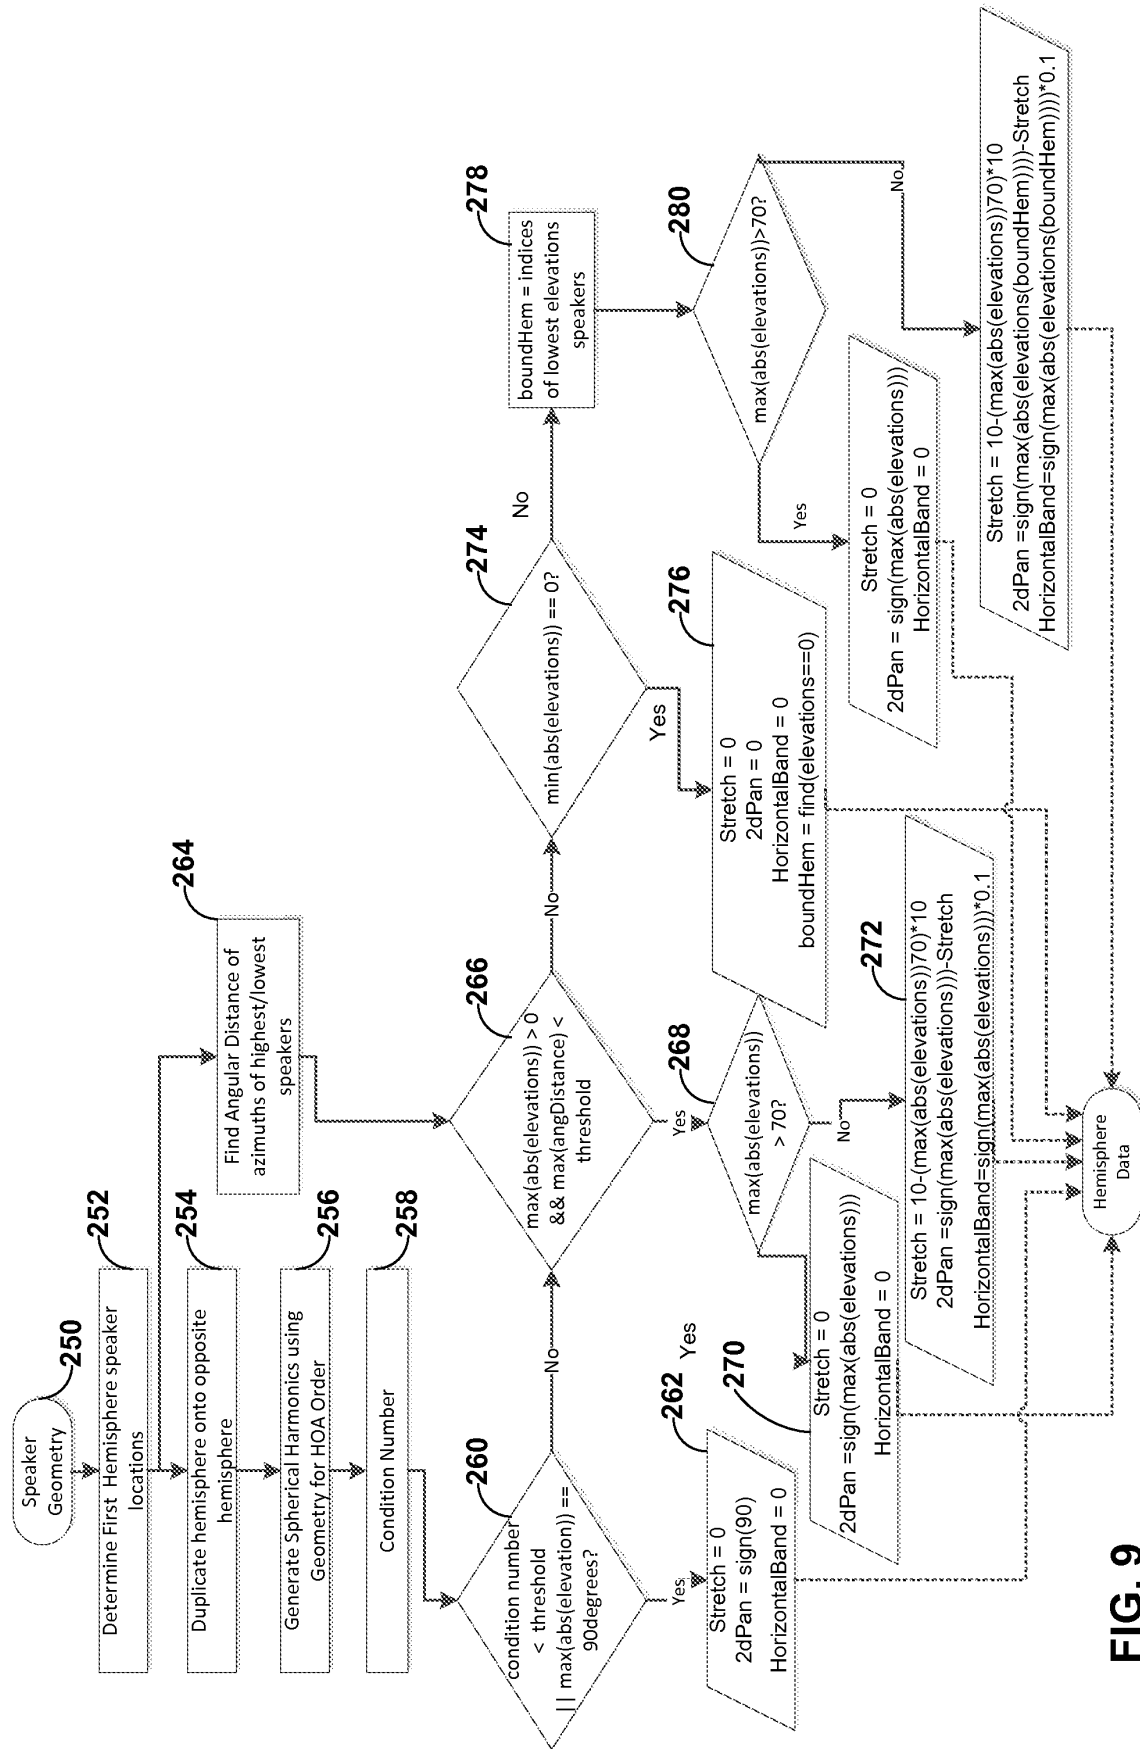 Speaker
Geometry
250
Determine First Hemisphere speaker
locations
252
Duplicate hemisphere onto opposite
hemisphere
254
Generate Spherical Harmonics using
Geometry for HOA Order
256
Condition Number
258
Find Angular Distance of
azimuths of highest/lowest
speakers
264
condition number
< threshold
|| max(abs(elevation)) ==
90degrees?
260
No
Yes
max(abs(elevations)) > 0
&& max(angDistance) <
threshold
266
No
Yes
min(abs(elevations)) == 0?
274
No
Yes
boundHem = indices
of lowest elevations
speakers
278
Stretch = 0
2dPan = sign(90)
HorizontalBand = 0
262
Yes
max(abs(elevations))
> 70?
268
No
Stretch = 0
2dPan =sign(max(abs(elevations)))
HorizontalBand = 0
270
Stretch = 10-(max(abs(elevations))70)*10
2dPan =sign(max(abs(elevations)))-Stretch
HorizontalBand=sign(max(abs(elevations)))*0.1
272
Stretch = 0
2dPan = 0
HorizontalBand = 0
boundHem = find(elevations==0)
276
max(abs(elevations))>70?
280
Yes
No
Stretch = 0
2dPan = sign(max(abs(elevations)))
HorizontalBand = 0
Stretch = 10-(max(abs(elevations))70)*10
2dPan =sign(max(abs(elevations(boundHem))))-Stretch
HorizontalBand=sign(max(abs(elevations(boundHem))))*0.1
Hemisphere
Data
FIG. 9